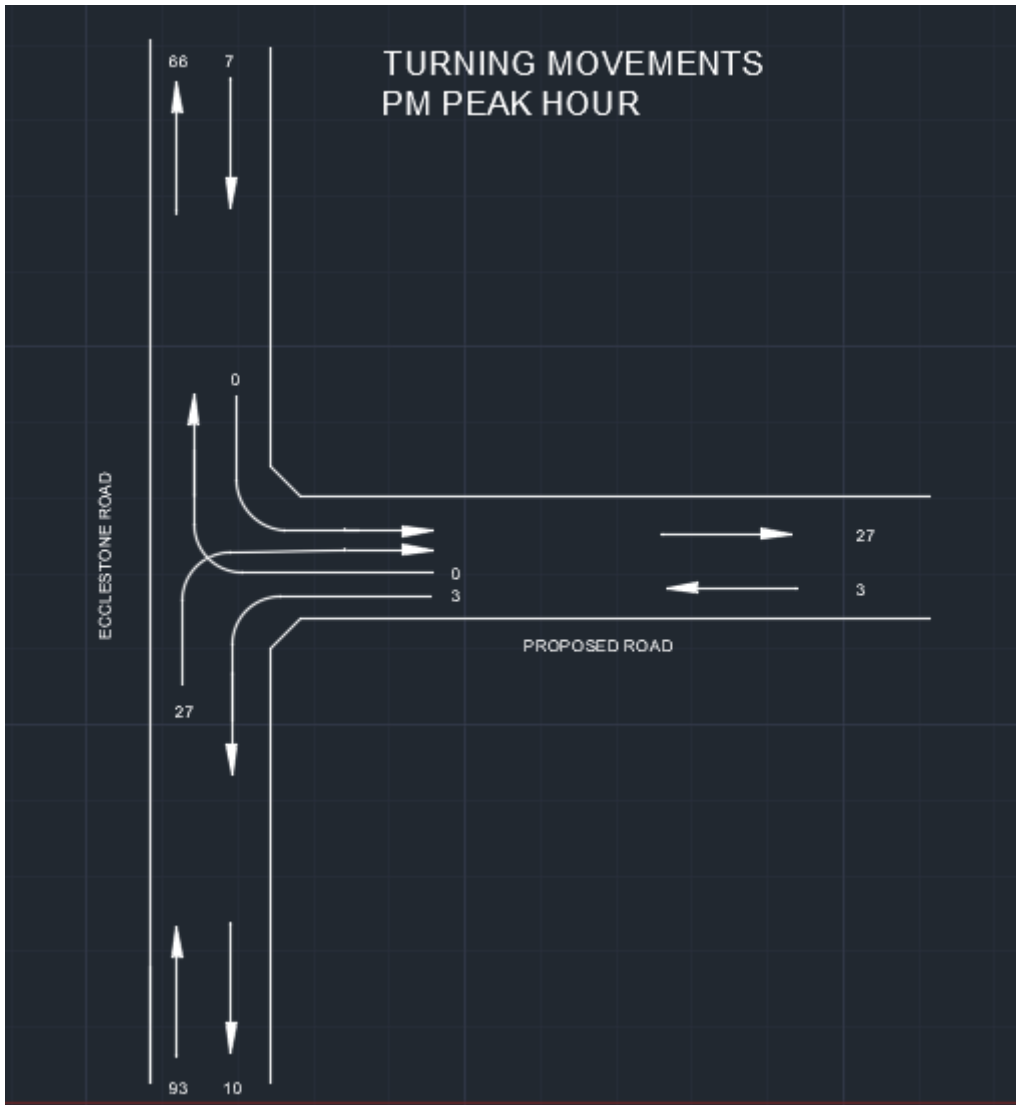 66 7
TURNING MOVEMENTS
PM PEAK HOUR
0
ECCLESTONE ROAD
27
0
3
3
PROPOSED ROAD
27
93 10